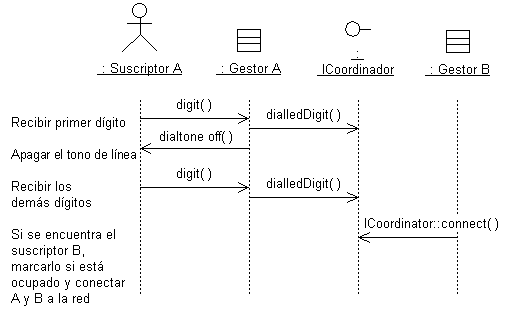 : Suscriptor A
: Gestor A
:
ICoordinador
: Gestor B
digit( )
Recibir primer dígito
dialledDigit( )
dialtone off( )
Apagar el tono de línea
digit( )
Recibir los
demás dígitos
dialledDigit( )
ICoordinator::connect( )
Si se encuentra el
suscriptor B,
marcarlo si está
ocupado y conectar
A y B a la red